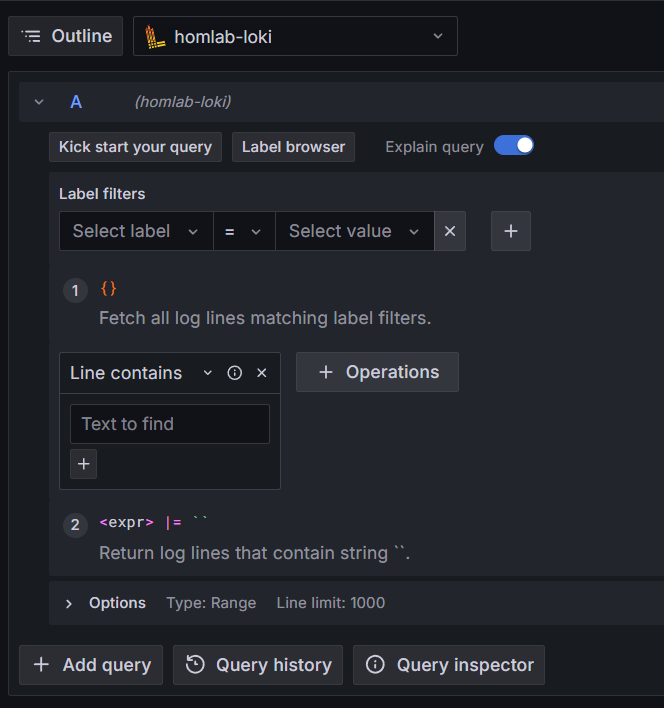 Outline homlab-loki
A (homlab-loki)
Kick start your query Label browser Explain query
Label filters
Select label = Select value
1 {}
Fetch all log lines matching label filters.
Line contains + Operations
Text to find
+
2 <expr> |= ``
Return log lines that contain string ``.
Options Type: Range Line limit: 1000
+ Add query Query history Query inspector